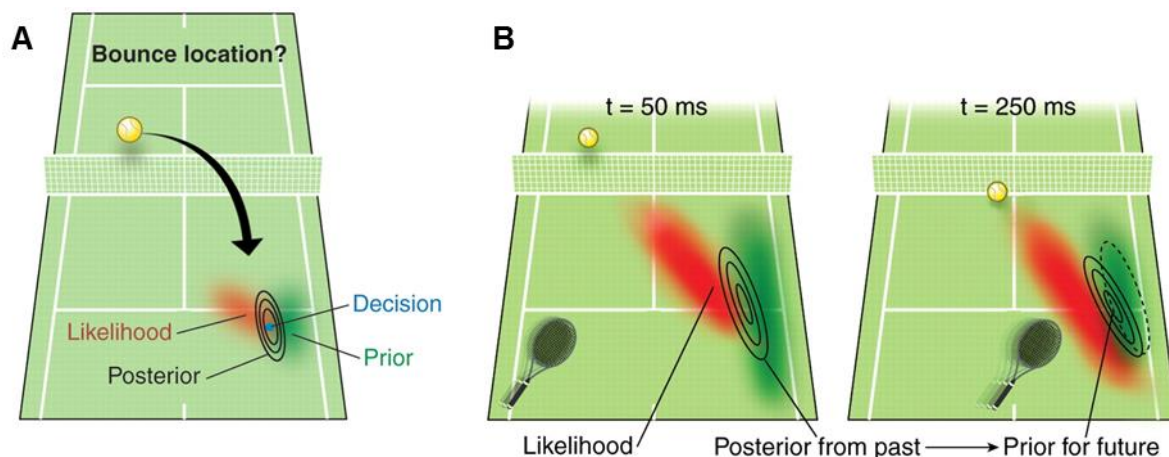 A
Bounce location?
Likelihood
Posterior
Decision
Prior
B
t = 50 ms
t = 250 ms
Likelihood
Posterior from past
Prior for future